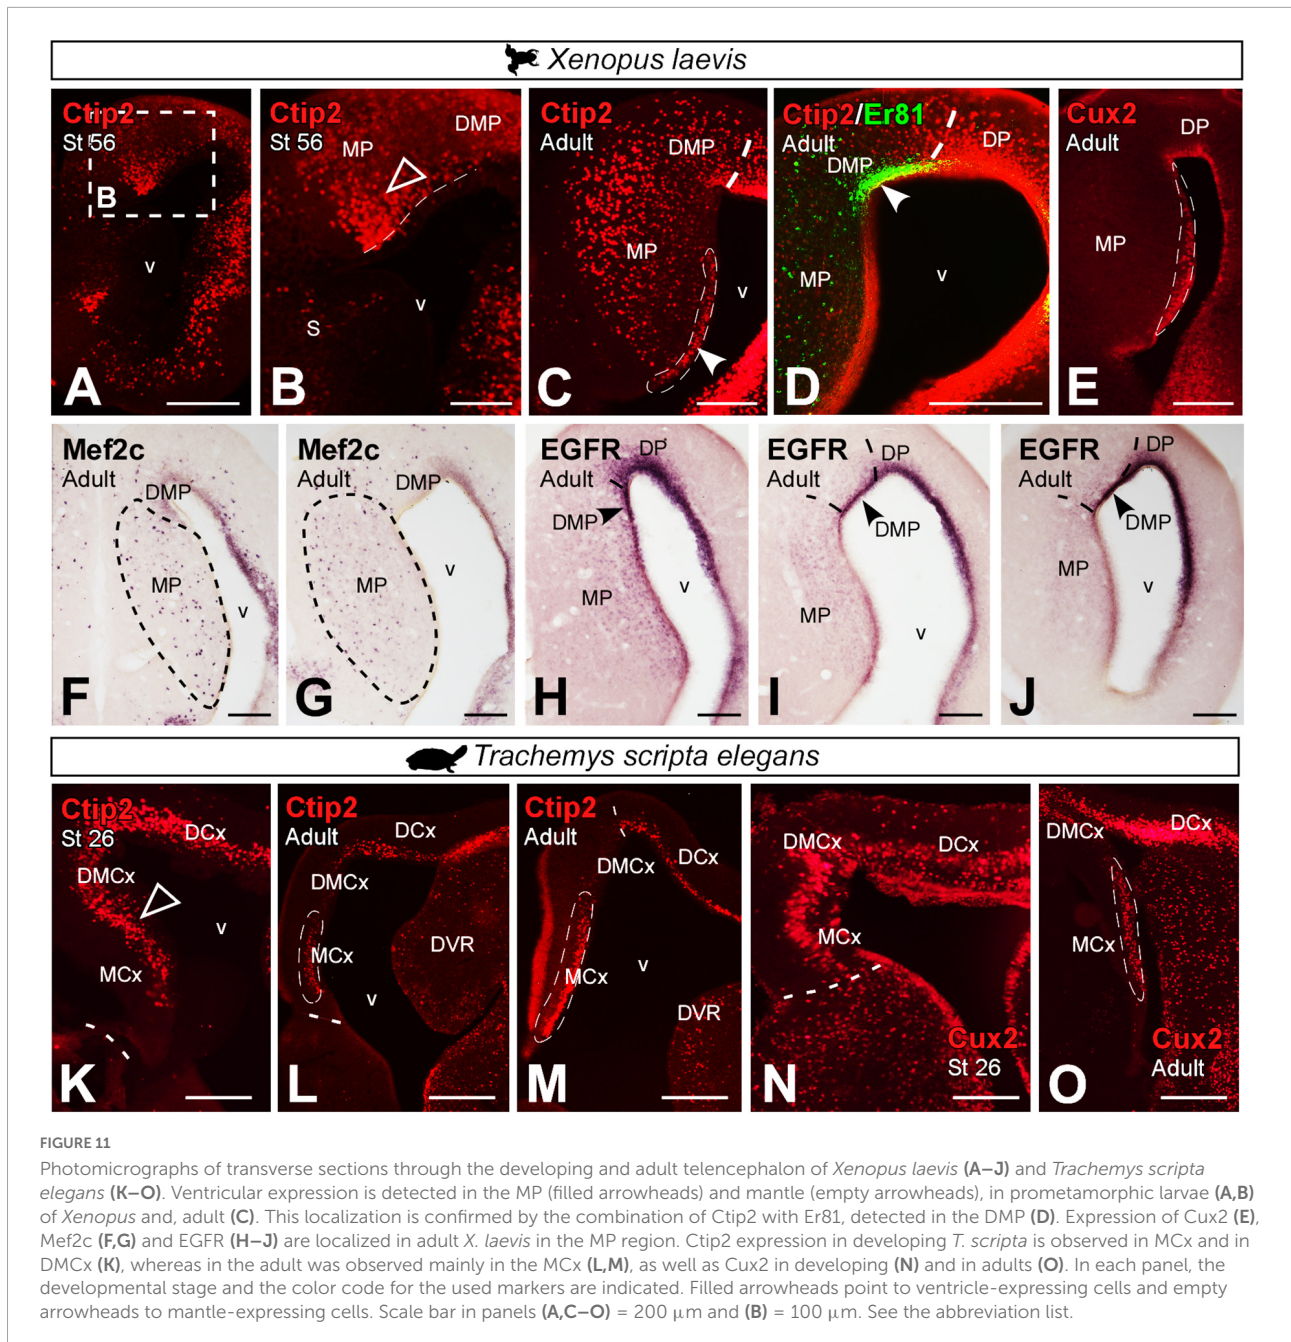 Xenopus laevis
Ctip2
St 56
B
v
A
Ctip2
St 56
DMP
MP
S
v
B
Ctip2
Adult
DMP
MP
v
C
Ctip2/Er81
Adult
DP
DMP
MP
v
D
Cux2
Adult
DP
MP
E
Mef2c
Adult
DMP
MP
v
F
Mef2c
Adult
DMP
MP
v
G
EGFR
Adult
DP
DMP
MP
v
H
EGFR
Adult
DP
DMP
MP
v
I
EGFR
Adult
DP
DMP
MP
v
J
Trachemys scripta elegans
Ctip2
St 26
DCx
DMCx
v
MCx
K
Ctip2
Adult
DCx
DMCx
DVR
MCx
v
L
Ctip2
Adult
DMCx
DCx
MCx
v
DVR
M
DMCx
DCx
MCx
Cux2
St 26
N
DMCx
DCx
MCx
Cux2
Adult
O
FIGURE 11
Photomicrographs of transverse sections through the developing and adult telencephalon of Xenopus laevis (A–J) and Trachemys scripta
elegans (K–O). Ventricular expression is detected in the MP (filled arrowheads) and mantle (empty arrowheads), in prometamorphic larvae (A,B)
of Xenopus and, adult (C). This localization is confirmed by the combination of Ctip2 with Er81, detected in the DMP (D). Expression of Cux2 (E),
Mef2c (F,G) and EGFR (H–J) are localized in adult X. laevis in the MP region. Ctip2 expression in developing T. scripta is observed in MCx and in
DMCx (K), whereas in the adult was observed mainly in the MCx (L,M), as well as Cux2 in developing (N) and in adults (O). In each panel, the
developmental stage and the color code for the used markers are indicated. Filled arrowheads point to ventricle-expressing cells and empty
arrowheads to mantle-expressing cells. Scale bar in panels (A,C–O) = 200 μm and (B) = 100 μm. See the abbreviation list.